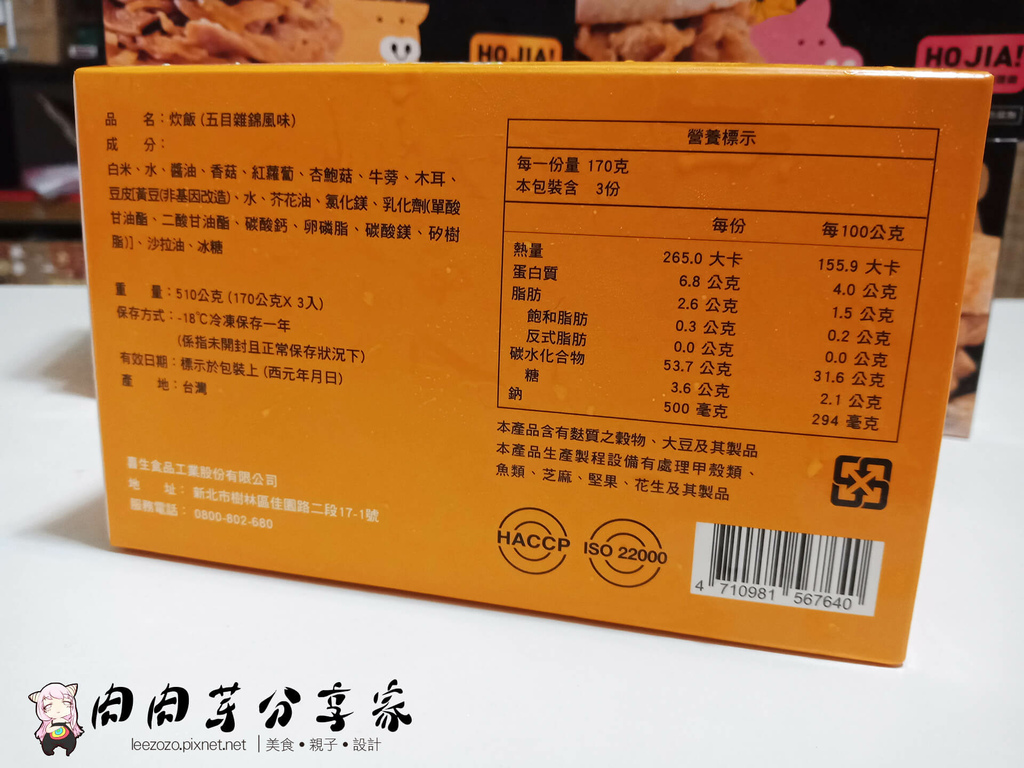 HOJIA!
HOJIA!
品　名：炊飯 (五目雜錦風味)
成　分：
白米、水、醬油、香菇、紅蘿蔔、杏鮑菇、牛蒡、木耳、
豆皮[黃豆(非基因改造)、水、芥花油、氯化鎂、乳化劑(單酸
甘油酯、二酸甘油酯、碳酸鈣、卵磷脂、碳酸鎂、矽樹
脂)]、沙拉油、冰糖
重　量：510公克 (170公克X 3入)
保存方式：-18℃冷凍保存一年
(係指未開封且正常保存狀況下)
有效日期：標示於包裝上 (西元年月日)
產　地：台灣
喜生食品工業股份有限公司
地　址： 新北市樹林區佳園路二段17-1號
服務電話： 0800-802-680
營養標示
每一份量 170克
本包裝含 3份
每份 每100公克
熱量 265.0 大卡 155.9 大卡
蛋白質 6.8 公克 4.0 公克
脂肪 2.6 公克 1.5 公克
飽和脂肪 0.3 公克 0.2 公克
反式脂肪 0.0 公克 0.0 公克
碳水化合物 53.7 公克 31.6 公克
糖 3.6 公克 2.1 公克
鈉 500 毫克 294 毫克
本產品含有麩質之穀物、大豆及其製品
本產品生產製程設備有處理甲殼類、
魚類、芝麻、堅果、花生及其製品
HACCP
ISO 22000
4 710981 567640
肉肉芽分享家
leezozo.pixnet.net |美食•親子•設計